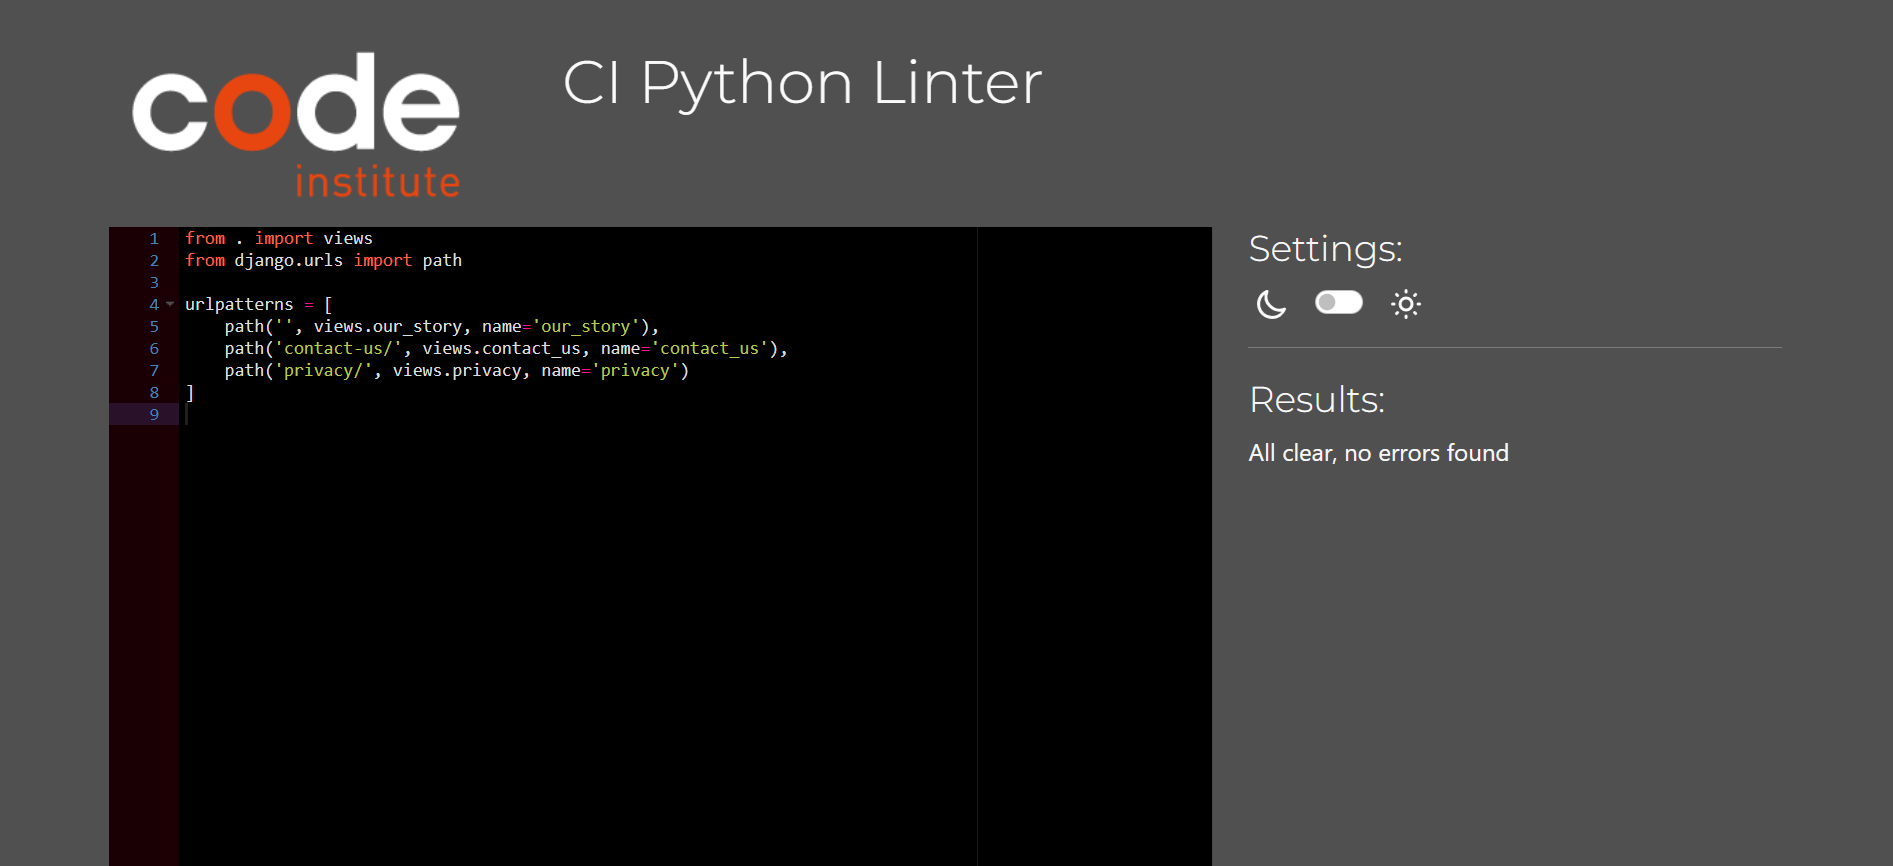 code
institute
CI Python Linter
1 from . import views
2 from django.urls import path
3
4 urlpatterns = [
5     path('', views.our_story, name='our_story'),
6     path('contact-us/', views.contact_us, name='contact_us'),
7     path('privacy/', views.privacy, name='privacy')
8 ]
9
Settings:
Results:
All clear, no errors found